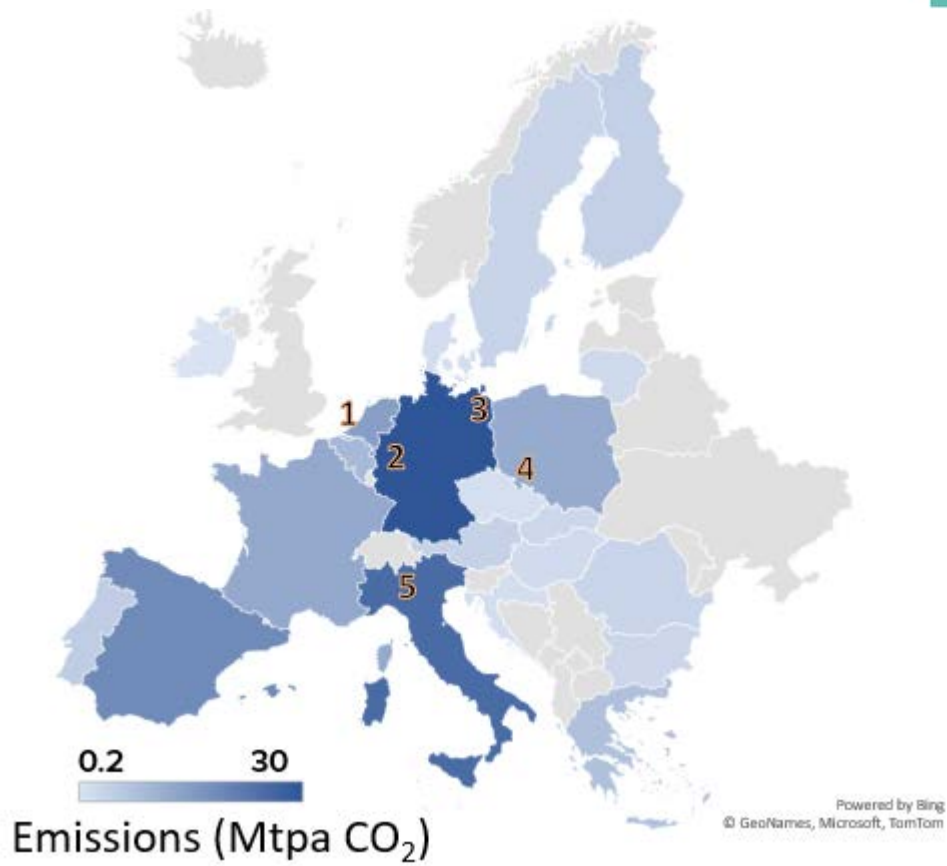 1
3
2
4
5
0.2 30
Emissions (Mtpa CO₂)
Powered by Bing
© GeoNames, Microsoft, TomTom